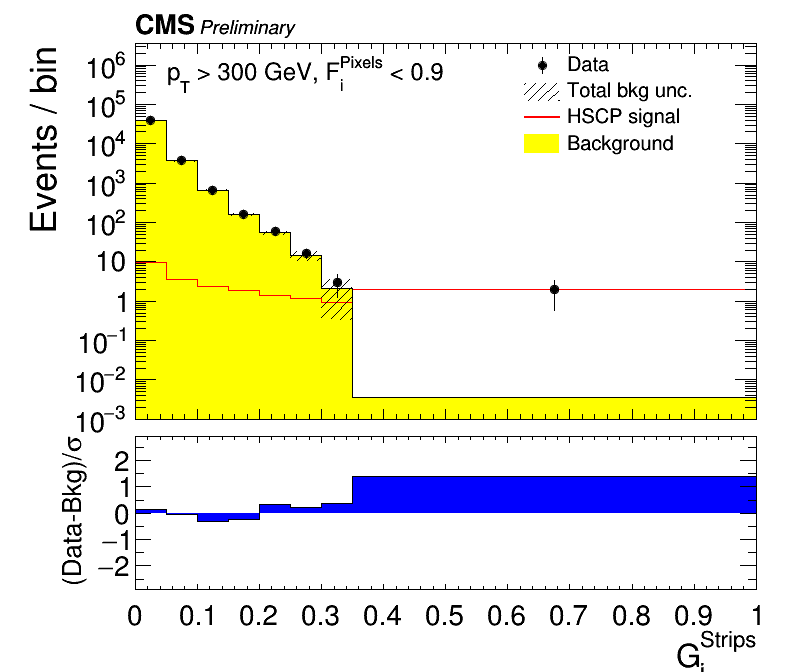 CMS Preliminary
p_T > 300 GeV, F_i^Pixels < 0.9
Data
Total bkg unc.
HSCP signal
Background
Events / bin
10^6
10^5
10^4
10^3
10^2
10
1
10^−1
10^−2
10^−3
(Data-Bkg)/σ
2
1
0
−1
−2
0 0.1 0.2 0.3 0.4 0.5 0.6 0.7 0.8 0.9 1
G_i^Strips